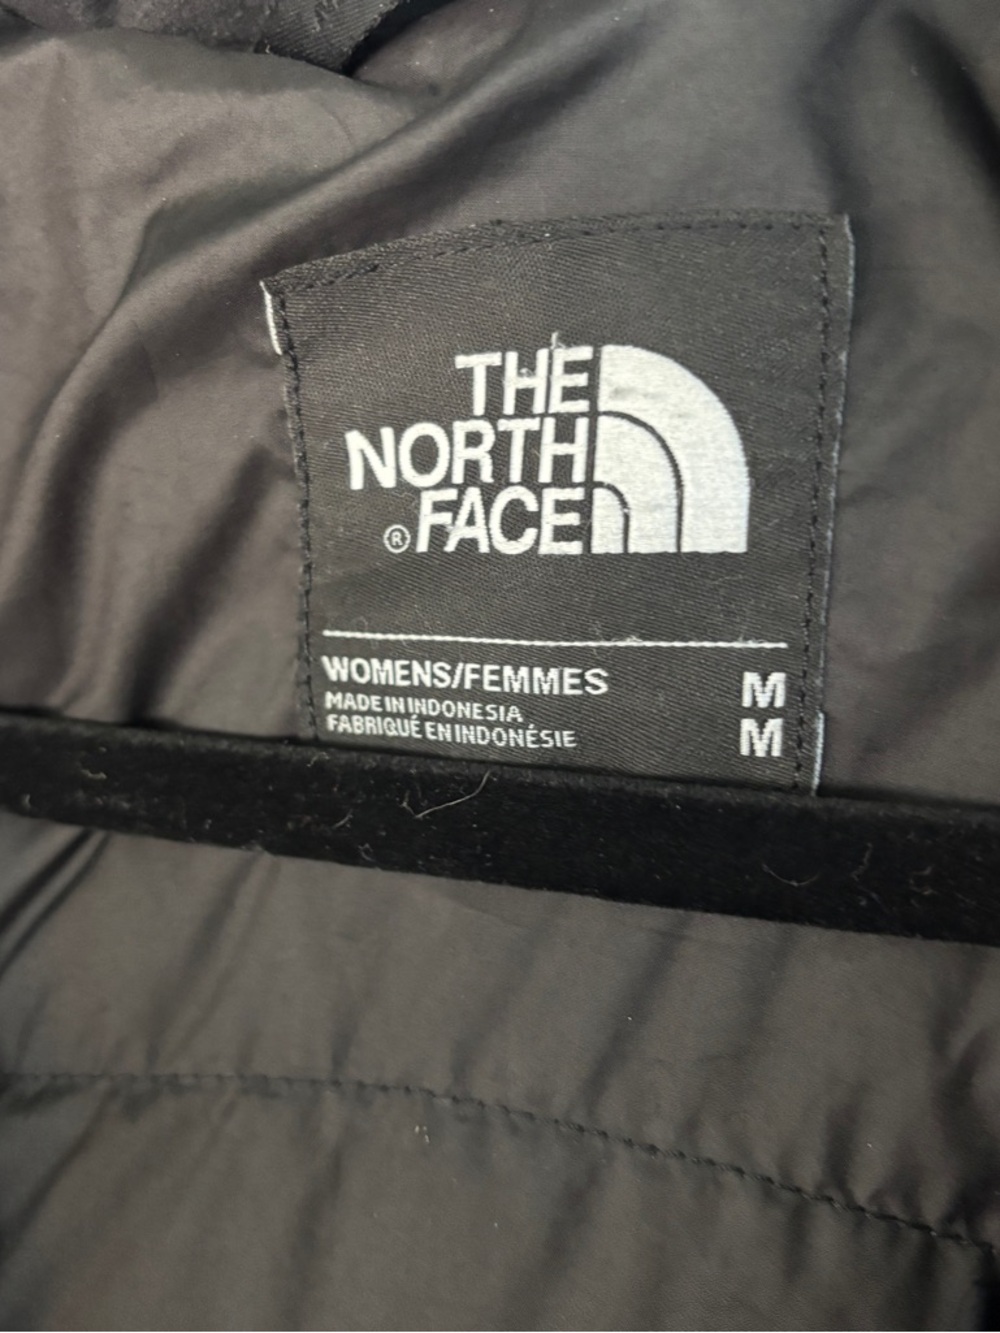 THE
NORTH
® FACE
WOMENS/FEMMES M
MADE IN INDONESIA
FABRIQUÉ EN INDONÉSIE M